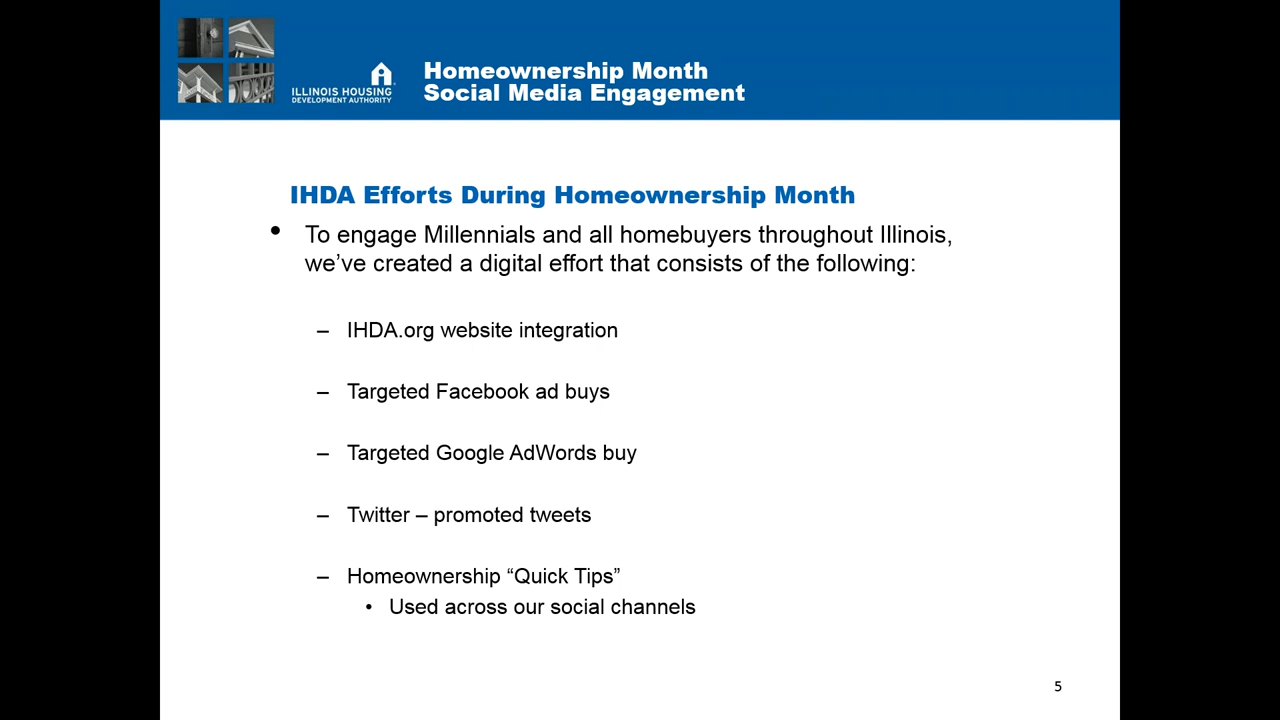 Homeownership Month
Social Media Engagement
ILLINOIS HOUSING
DEVELOPMENT AUTHORITY
IHDA Efforts During Homeownership Month
• To engage Millennials and all homebuyers throughout Illinois,
we’ve created a digital effort that consists of the following:
– IHDA.org website integration
– Targeted Facebook ad buys
– Targeted Google AdWords buy
– Twitter – promoted tweets
– Homeownership “Quick Tips”
• Used across our social channels
5